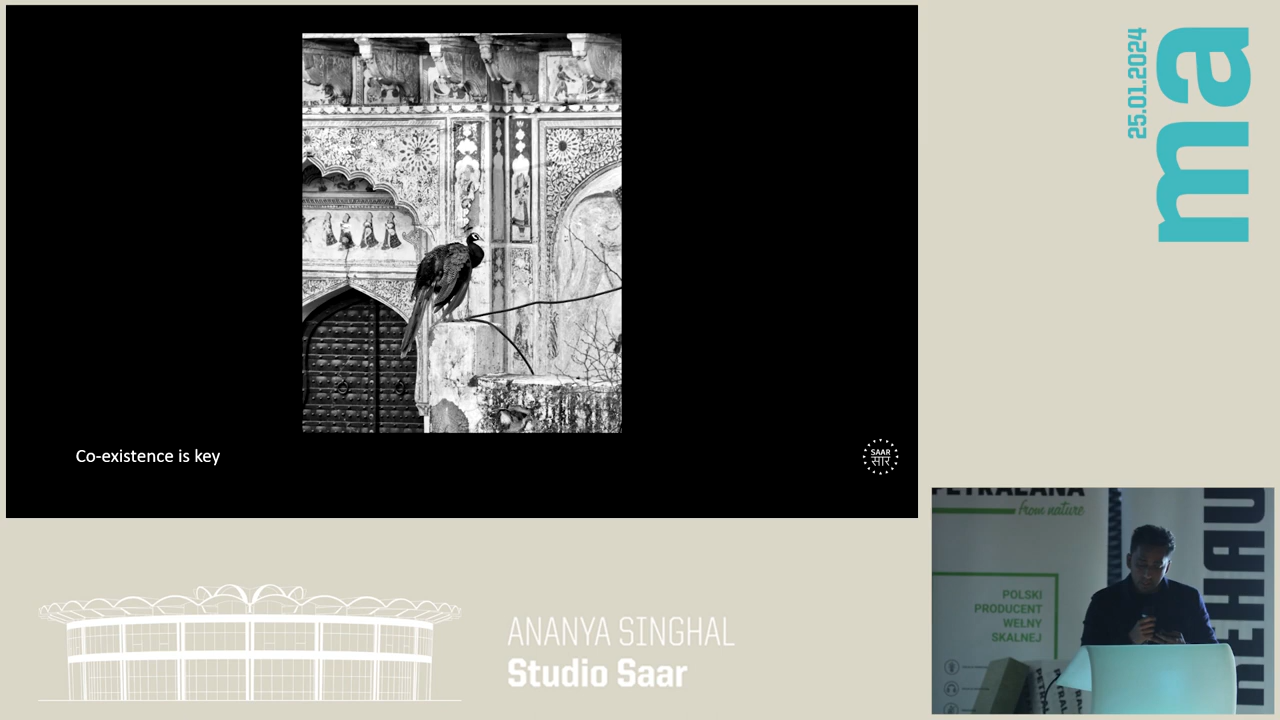 Co-existence is key
SAAR
सार
25.01.2024
ma
ANANYA SINGHAL
Studio Saar
PETRALANA
from nature
POLSKI
PRODUCENT
WEŁNY
SKALNEJ
REHAU